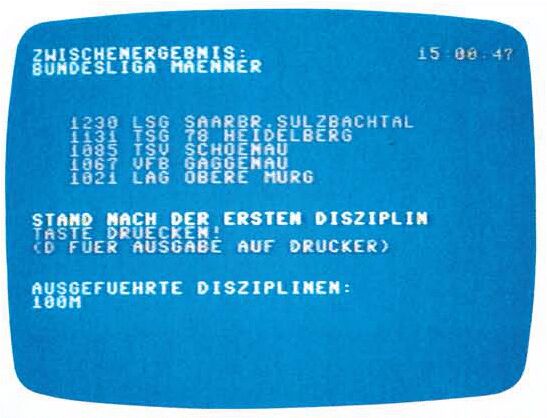 ZWISCHENERGEBNIS: 15:00:47
BUNDESLIGA MAENNER
1230 LSG SAARBR.SULZBACHTAL
1131 TSG 78 HEIDELBERG
1085 TSV SCHOENAU
1067 VFB GAGGENAU
1021 LAG OBERE MURG
STAND NACH DER ERSTEN DISZIPLIN
TASTE DRUECKEN!
(D FUER AUSGABE AUF DRUCKER)
AUSGEFUEHRTE DISZIPLINEN:
100M